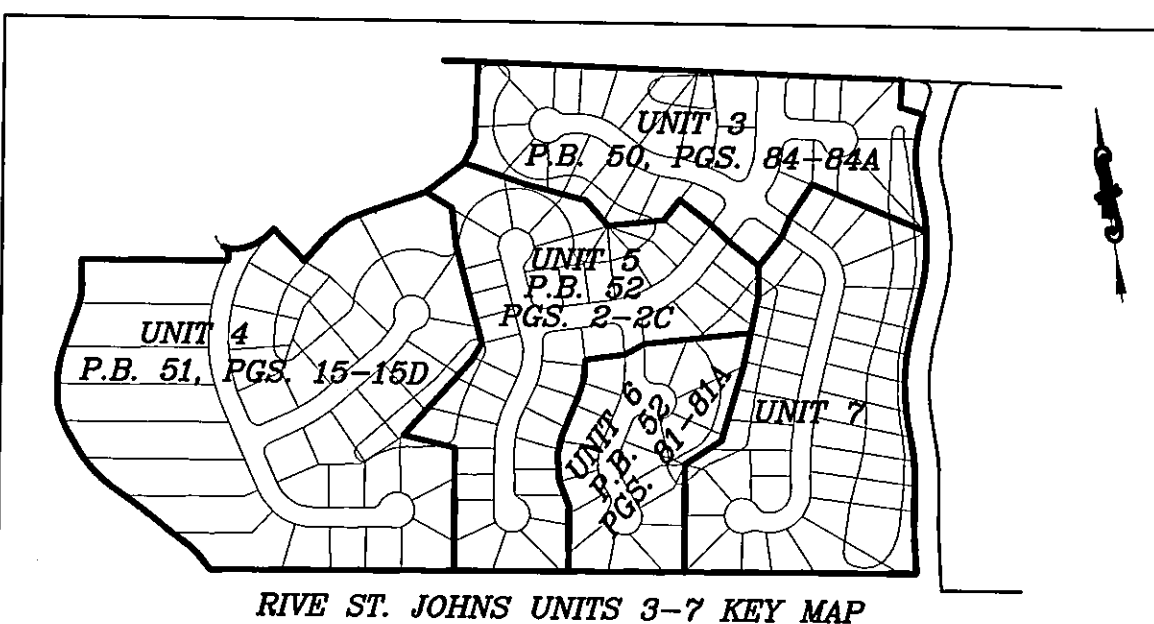 UNIT 3
P.B. 50, PGS. 84-84A
UNIT 5
P.B. 52
PGS. 2-2C
UNIT 4
P.B. 51, PGS. 15-15D
UNIT 6
P.B. 52
PGS. 81-81A
UNIT 7
RIVE ST. JOHNS UNITS 3-7 KEY MAP